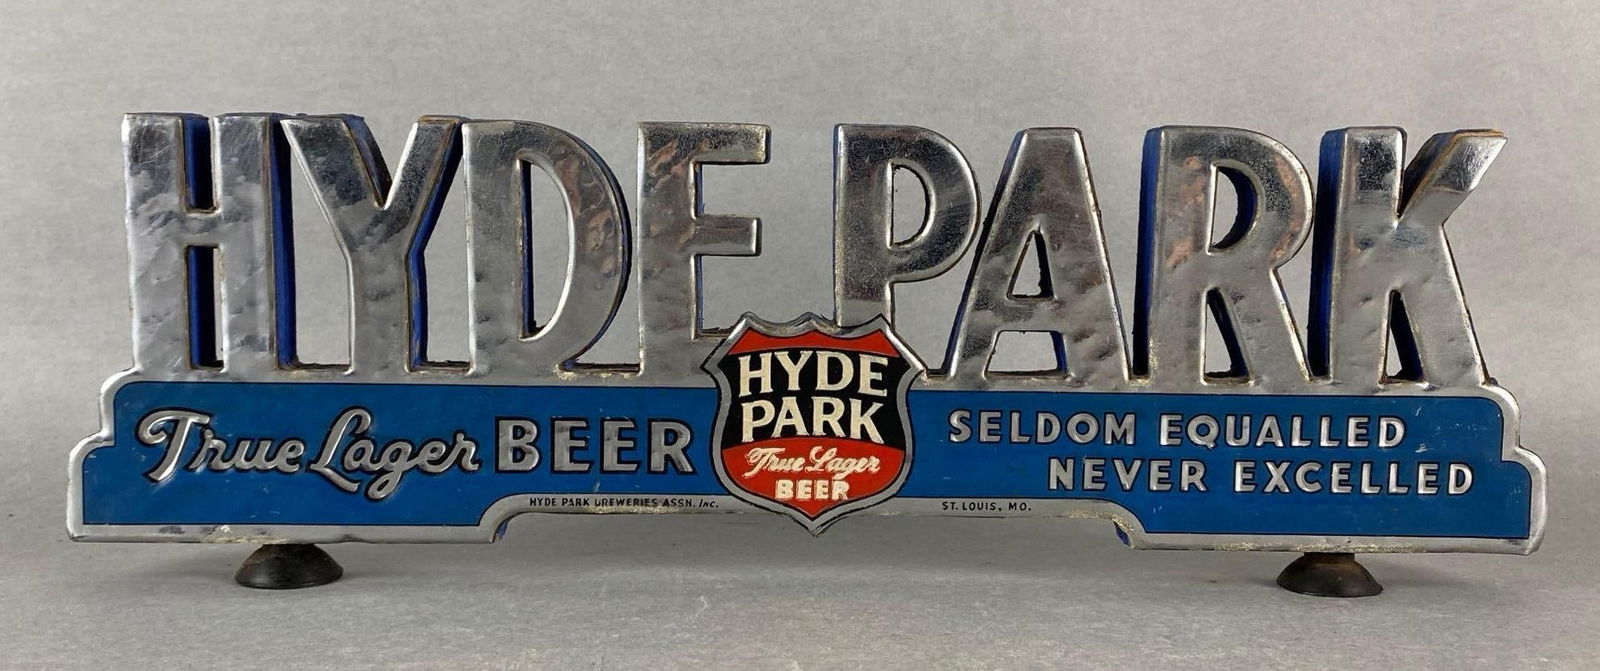 HYDE PARK
True Lager BEER
HYDE
PARK
True Lager
BEER
SELDOM EQUALLED
NEVER EXCELLED
HYDE PARK BREWERIES ASSN. Inc.
ST. LOUIS, MO.